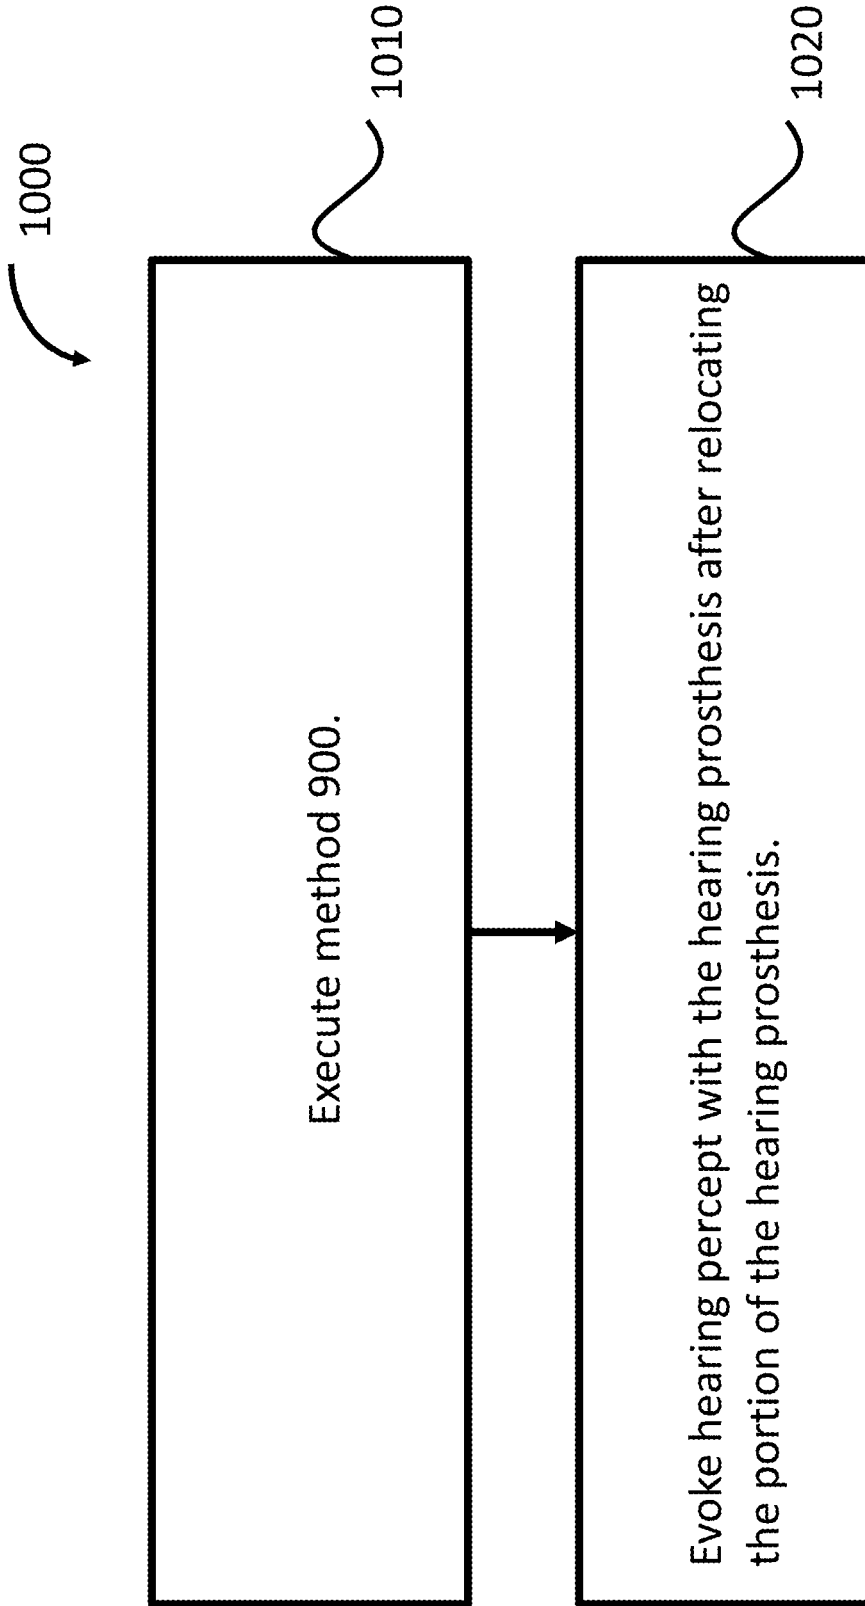 1000
Execute method 900.
1010
Evoke hearing percept with the hearing prosthesis after relocating
the portion of the hearing prosthesis.
1020